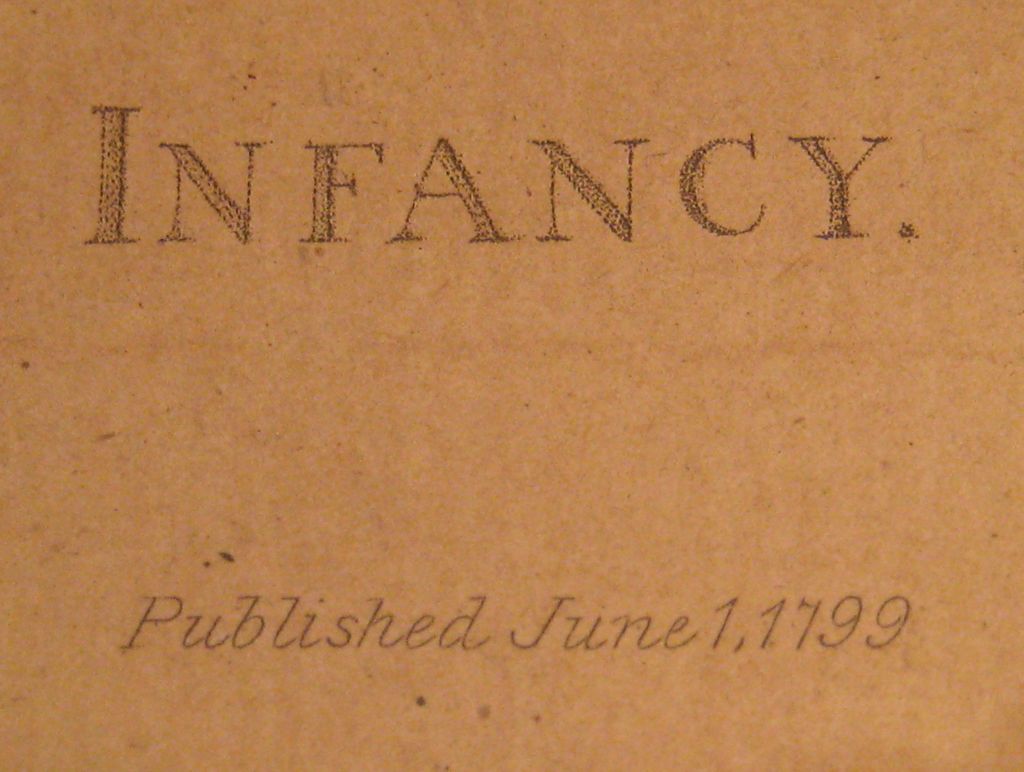 INFANCY.
Published June 1, 1799